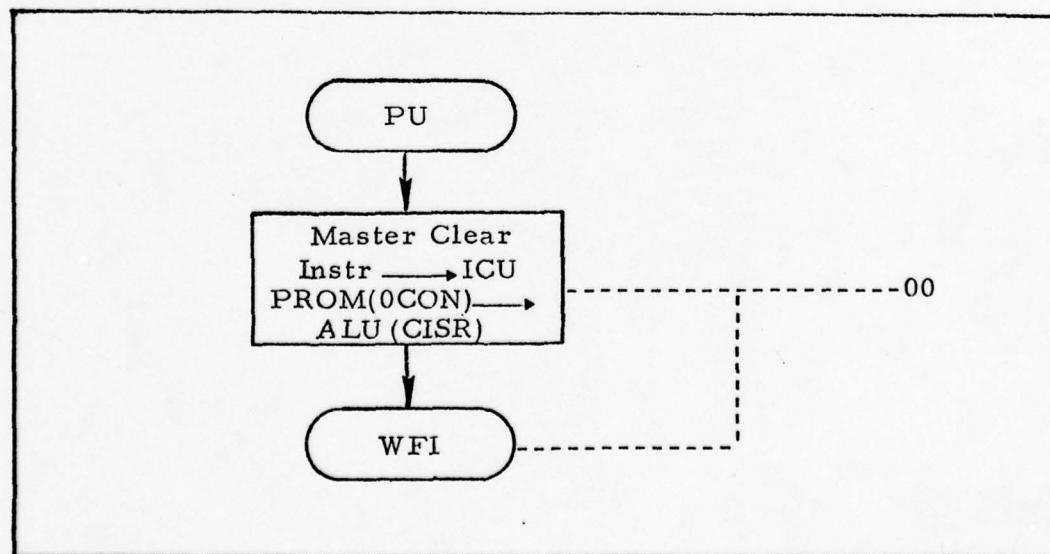 PU
Master Clear
Instr → ICU
PROM(0CON) →
ALU (CISR)
00
WFI